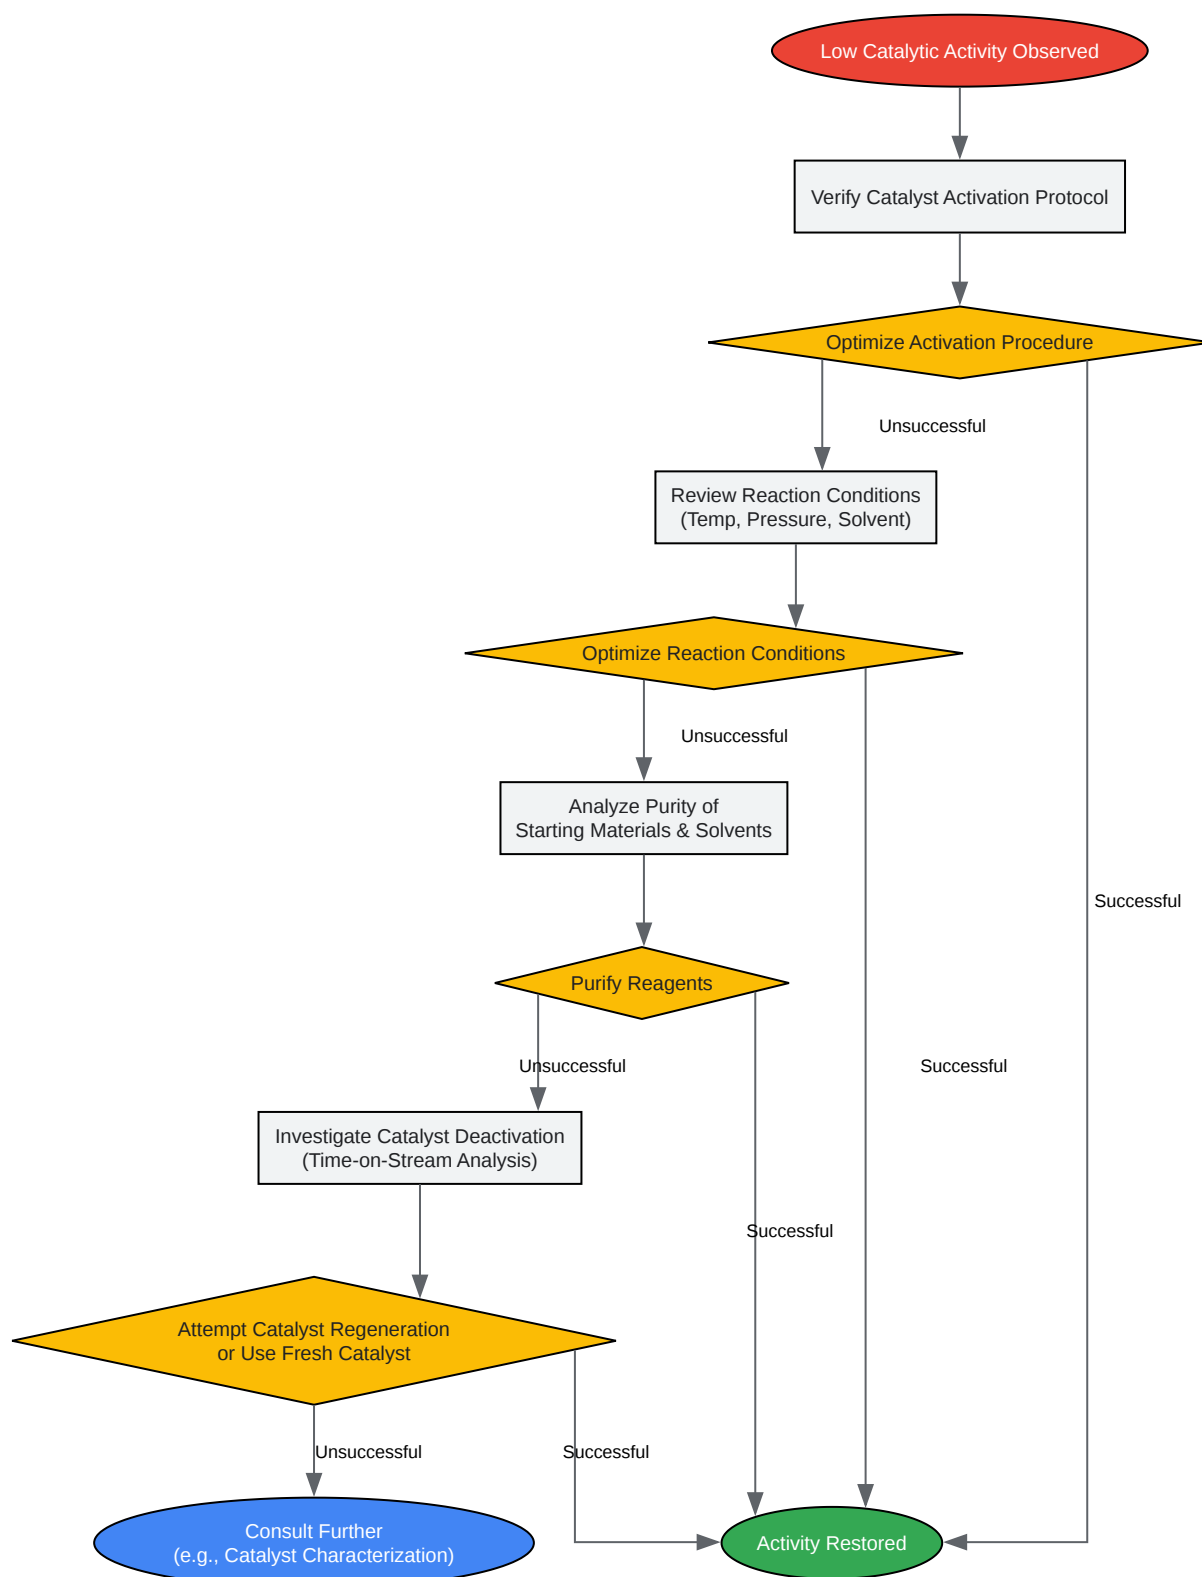 Low Catalytic Activity Observed
Verify Catalyst Activation Protocol
Optimize Activation Procedure
Unsuccessful
Review Reaction Conditions
(Temp, Pressure, Solvent)
Optimize Reaction Conditions
Unsuccessful
Analyze Purity of
Starting Materials & Solvents
Successful
Purify Reagents
Unsuccessful
Successful
Investigate Catalyst Deactivation
(Time-on-Stream Analysis)
Successful
Attempt Catalyst Regeneration
or Use Fresh Catalyst
Unsuccessful
Successful
Consult Further
(e.g., Catalyst Characterization)
Activity Restored